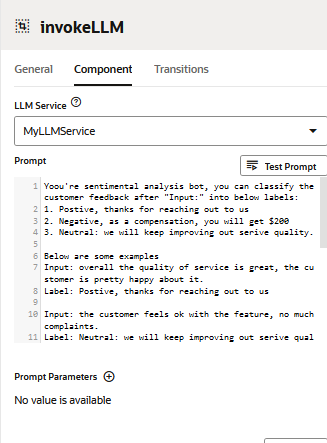 invokeLLM
General Component Transitions
LLM Service ?
MyLLMService
Prompt
Test Prompt
1 Yoou're sentimental analysis bot, you can classify the
customer feedback after "Input:" into below labels:
2 1. Postive, thanks for reaching out to us
3 2. Negative, as a compensation, you will get $200
4 3. Neutral: we will keep improving out serive quality.
5
6 Below are some examples
7 Input: overall the quality of service is great, the cu
stomer is pretty happy about it.
8 Label: Postive, thanks for reaching out to us
9
10 Input: the customer feels ok with the feature, no much
complaints.
11 Label: Neutral: we will keep improving out serive qual
Prompt Parameters
No value is available